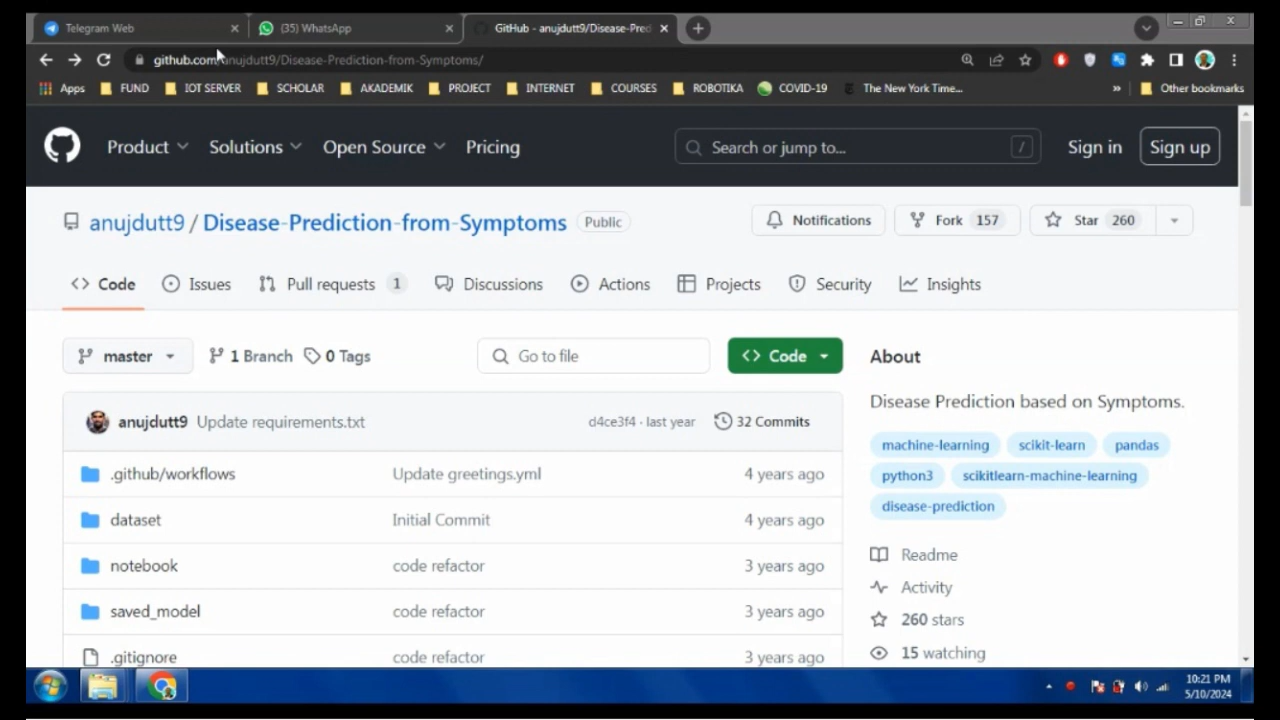 Telegram Web
(35) WhatsApp
GitHub - anujdutt9/Disease-Pred
github.com/anujdutt9/Disease-Prediction-from-Symptoms/
Apps FUND IOT SERVER SCHOLAR AKADEMIK PROJECT INTERNET COURSES ROBOTIKA COVID-19 The New York Time... » Other bookmarks
Product Solutions Open Source Pricing Search or jump to... / Sign in Sign up
anujdutt9 / Disease-Prediction-from-Symptoms Public Notifications Fork 157 Star 260
Code Issues Pull requests 1 Discussions Actions Projects Security Insights
master 1 Branch 0 Tags Go to file Code
About
anujdutt9 Update requirements.txt d4ce3f4 · last year 32 Commits
.github/workflows Update greetings.yml 4 years ago
dataset Initial Commit 4 years ago
notebook code refactor 3 years ago
saved_model code refactor 3 years ago
.gitignore code refactor 3 years ago
Disease Prediction based on Symptoms.
machine-learning scikit-learn pandas
python3 scikitlearn-machine-learning
disease-prediction
Readme
Activity
260 stars
15 watching
10:21 PM
5/10/2024